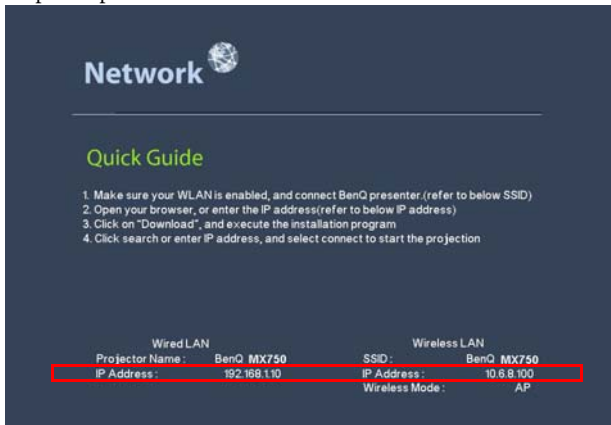 Network
Quick Guide
1. Make sure your WLAN is enabled, and connect BenQ presenter.(refer to below SSID)
2. Open your browser, or enter the IP address(refer to below IP address)
3. Click on "Download", and execute the installation program
4. Click search or enter IP address, and select connect to start the projection
Wired LAN
Projector Name : BenQ MX750
IP Address : 192.168.1.10
Wireless LAN
SSID : BenQ MX750
IP Address : 10.6.8.100
Wireless Mode : AP